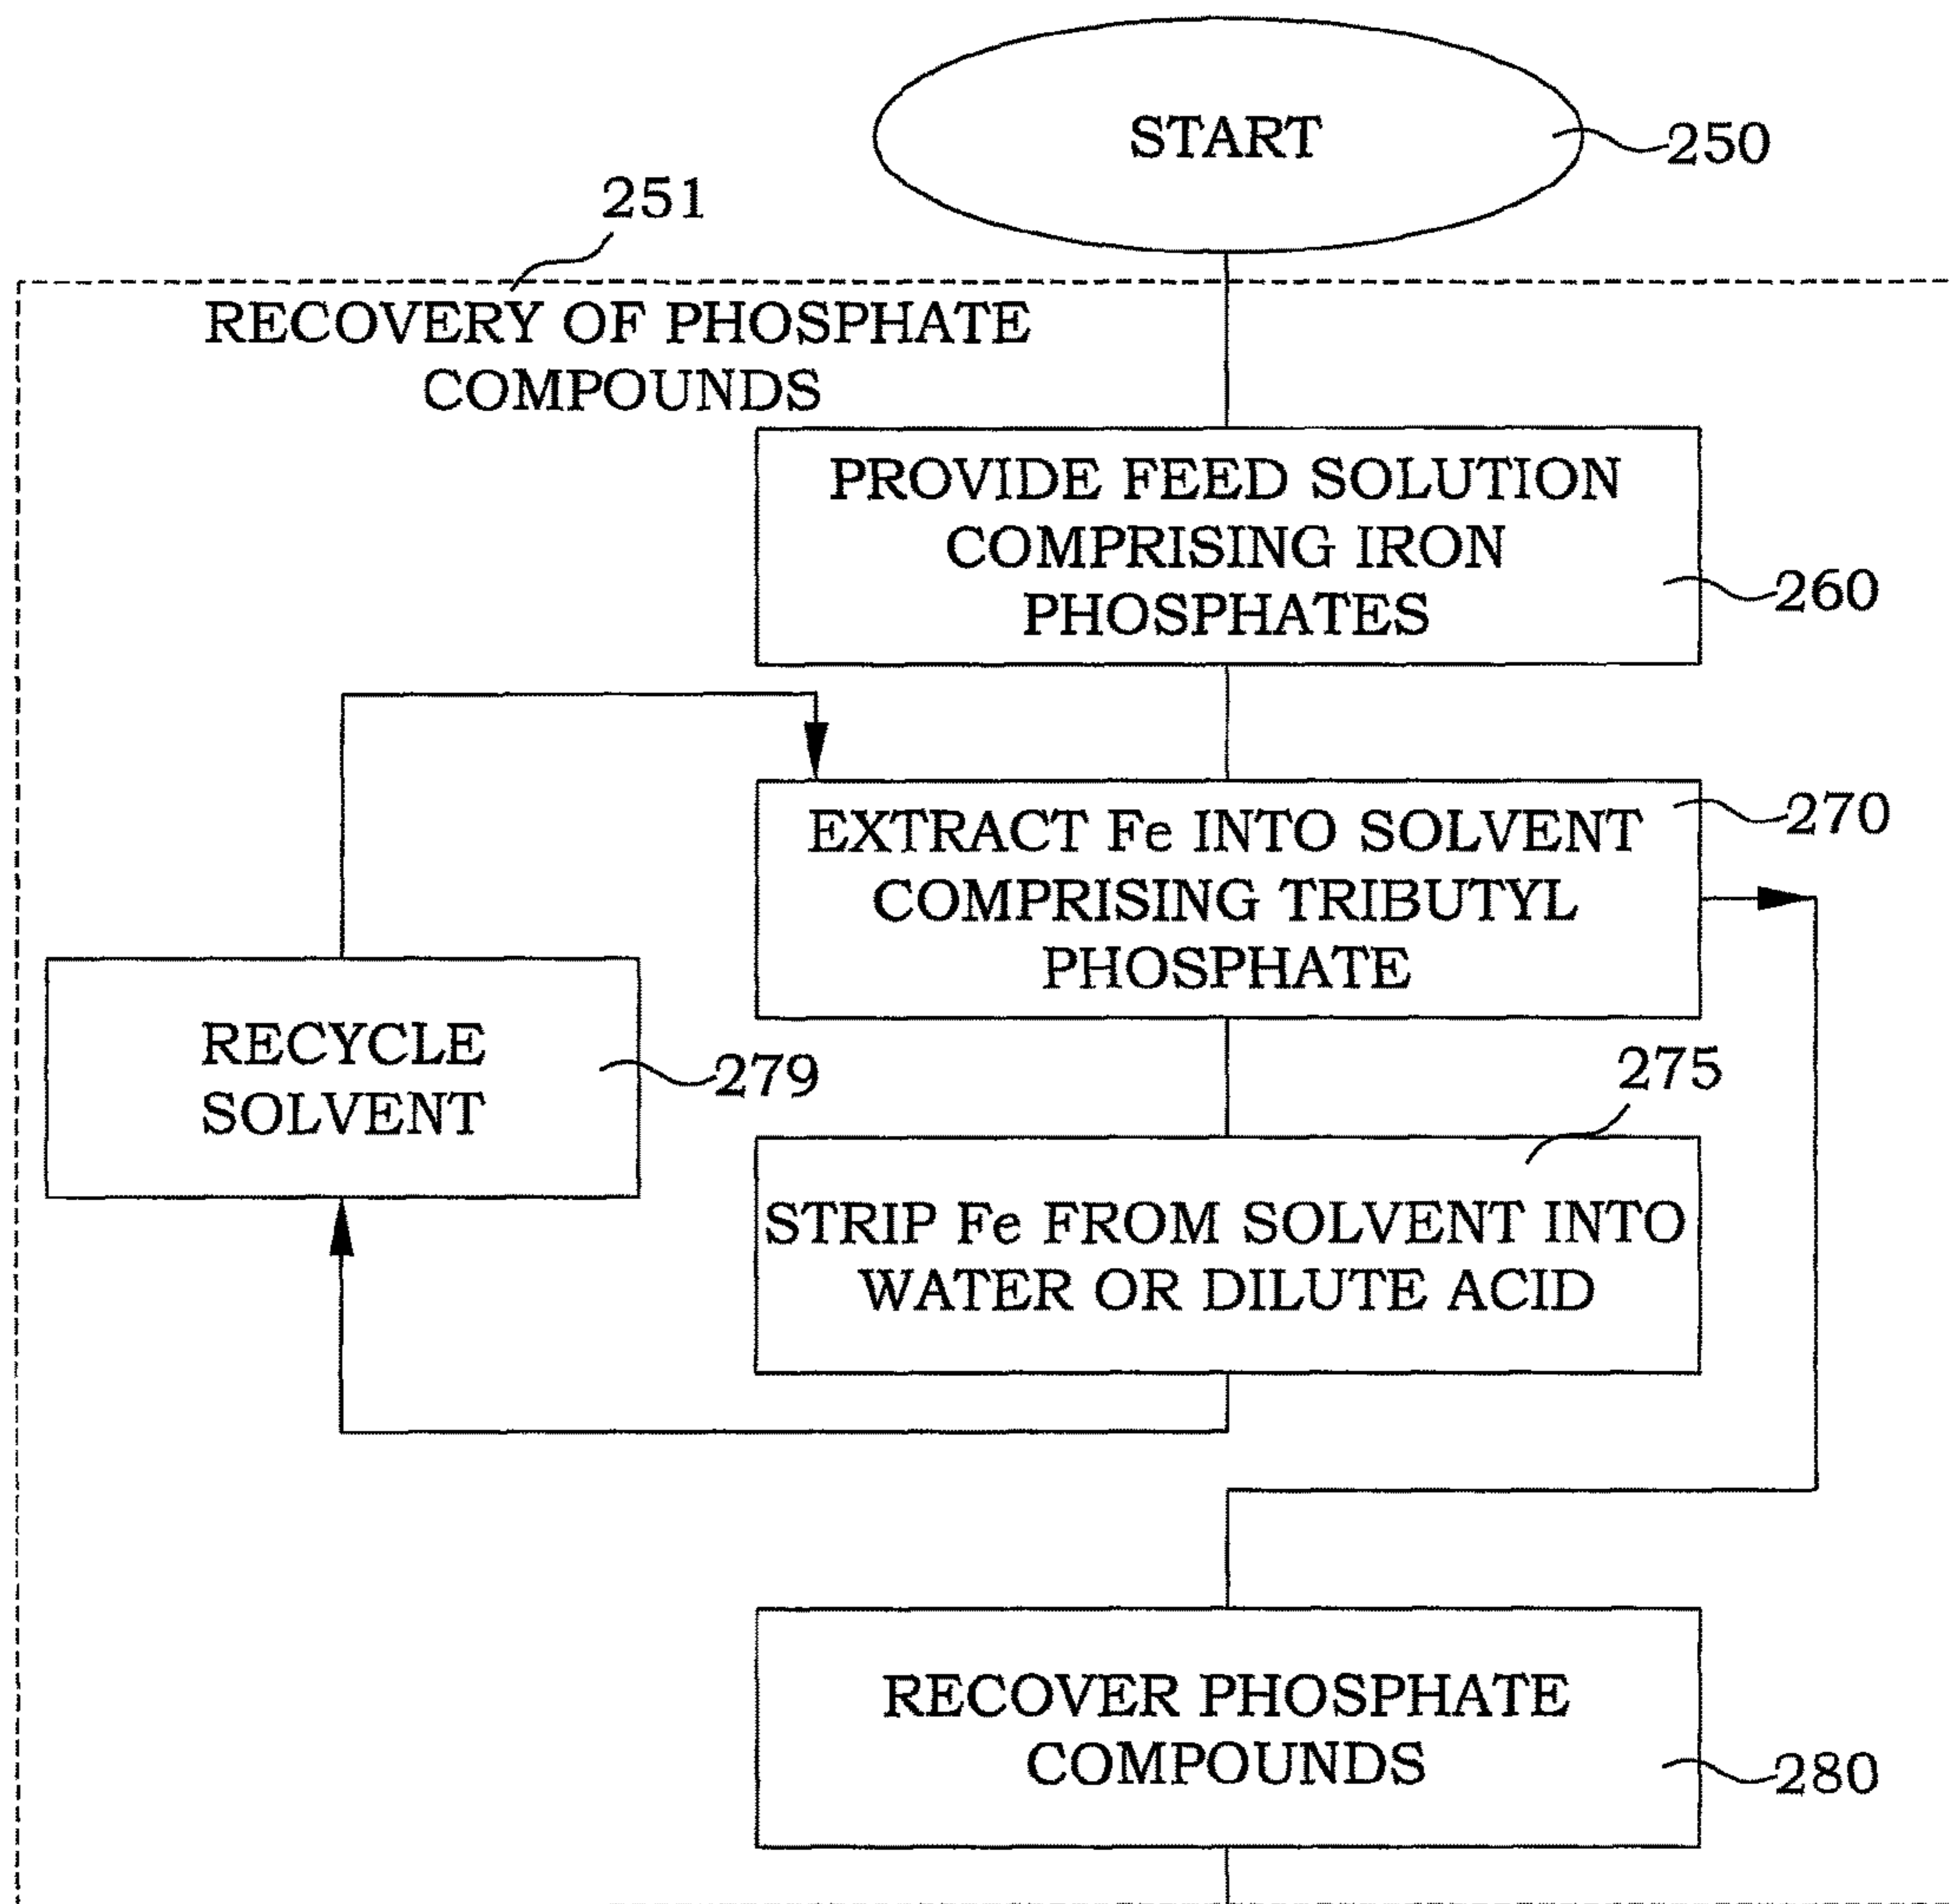 START
250
251
RECOVERY OF PHOSPHATE
COMPOUNDS
PROVIDE FEED SOLUTION
COMPRISING IRON
PHOSPHATES
260
EXTRACT Fe INTO SOLVENT
COMPRISING TRIBUTYL
PHOSPHATE
270
RECYCLE
SOLVENT
279
275
STRIP Fe FROM SOLVENT INTO
WATER OR DILUTE ACID
RECOVER PHOSPHATE
COMPOUNDS
280